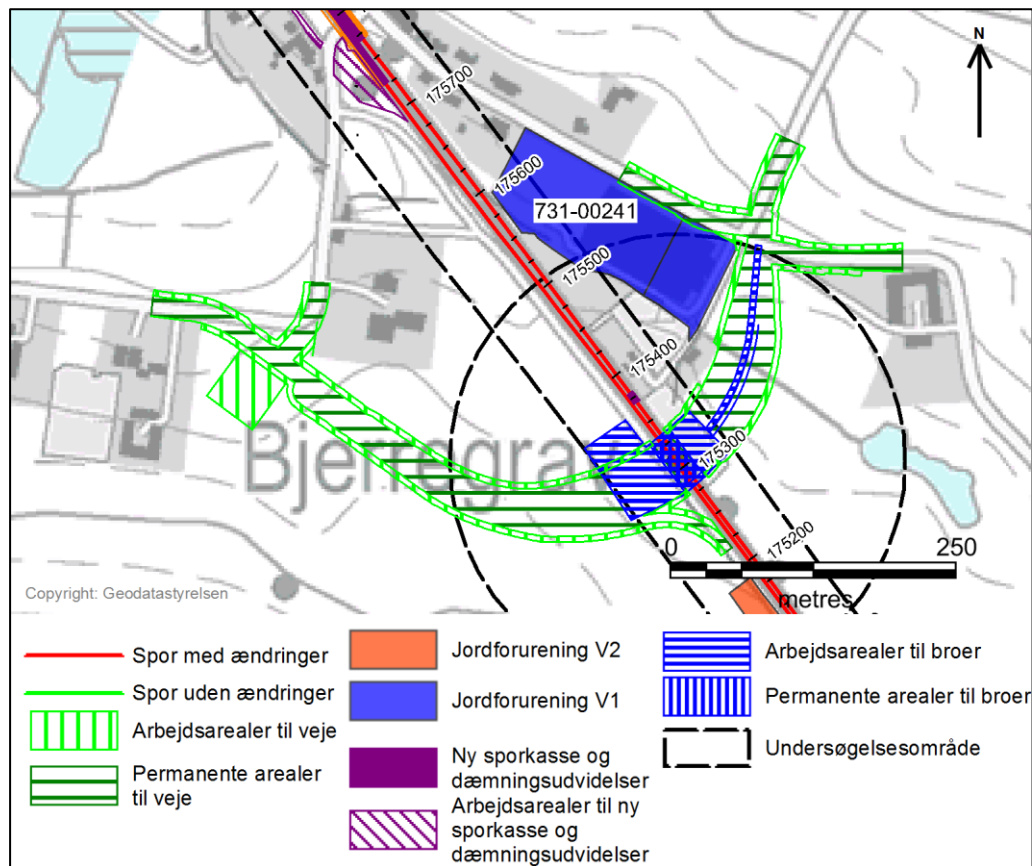 N
175700
175600
731-00241
175500
175400
Bjerregrav
175300
175200
0
250
metres
Copyright: Geodatastyrelsen
Spor med ændringer
Spor uden ændringer
Arbejdsarealer til veje
Permanente arealer
til veje
Jordforurening V2
Jordforurening V1
Ny sporkasse og
dæmningsudvidelser
Arbejdsarealer til ny
sporkasse og
dæmningsudvidelser
Arbejdsarealer til broer
Permanente arealer til broer
Undersøgelsesområde